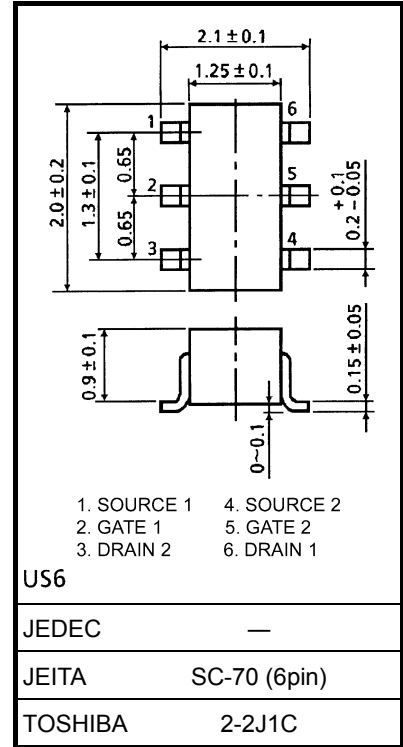 2.1±0.1
1.25±0.1
1
6
2
5
3
4
2.0±0.2
1.3±0.1
0.65
0.65
+0.1
0.2-0.05
0.9±0.1
0.15±0.05
0~0.1
1. SOURCE 1 4. SOURCE 2
2. GATE 1 5. GATE 2
3. DRAIN 2 6. DRAIN 1
US6
JEDEC —
JEITA SC-70 (6pin)
TOSHIBA 2-2J1C